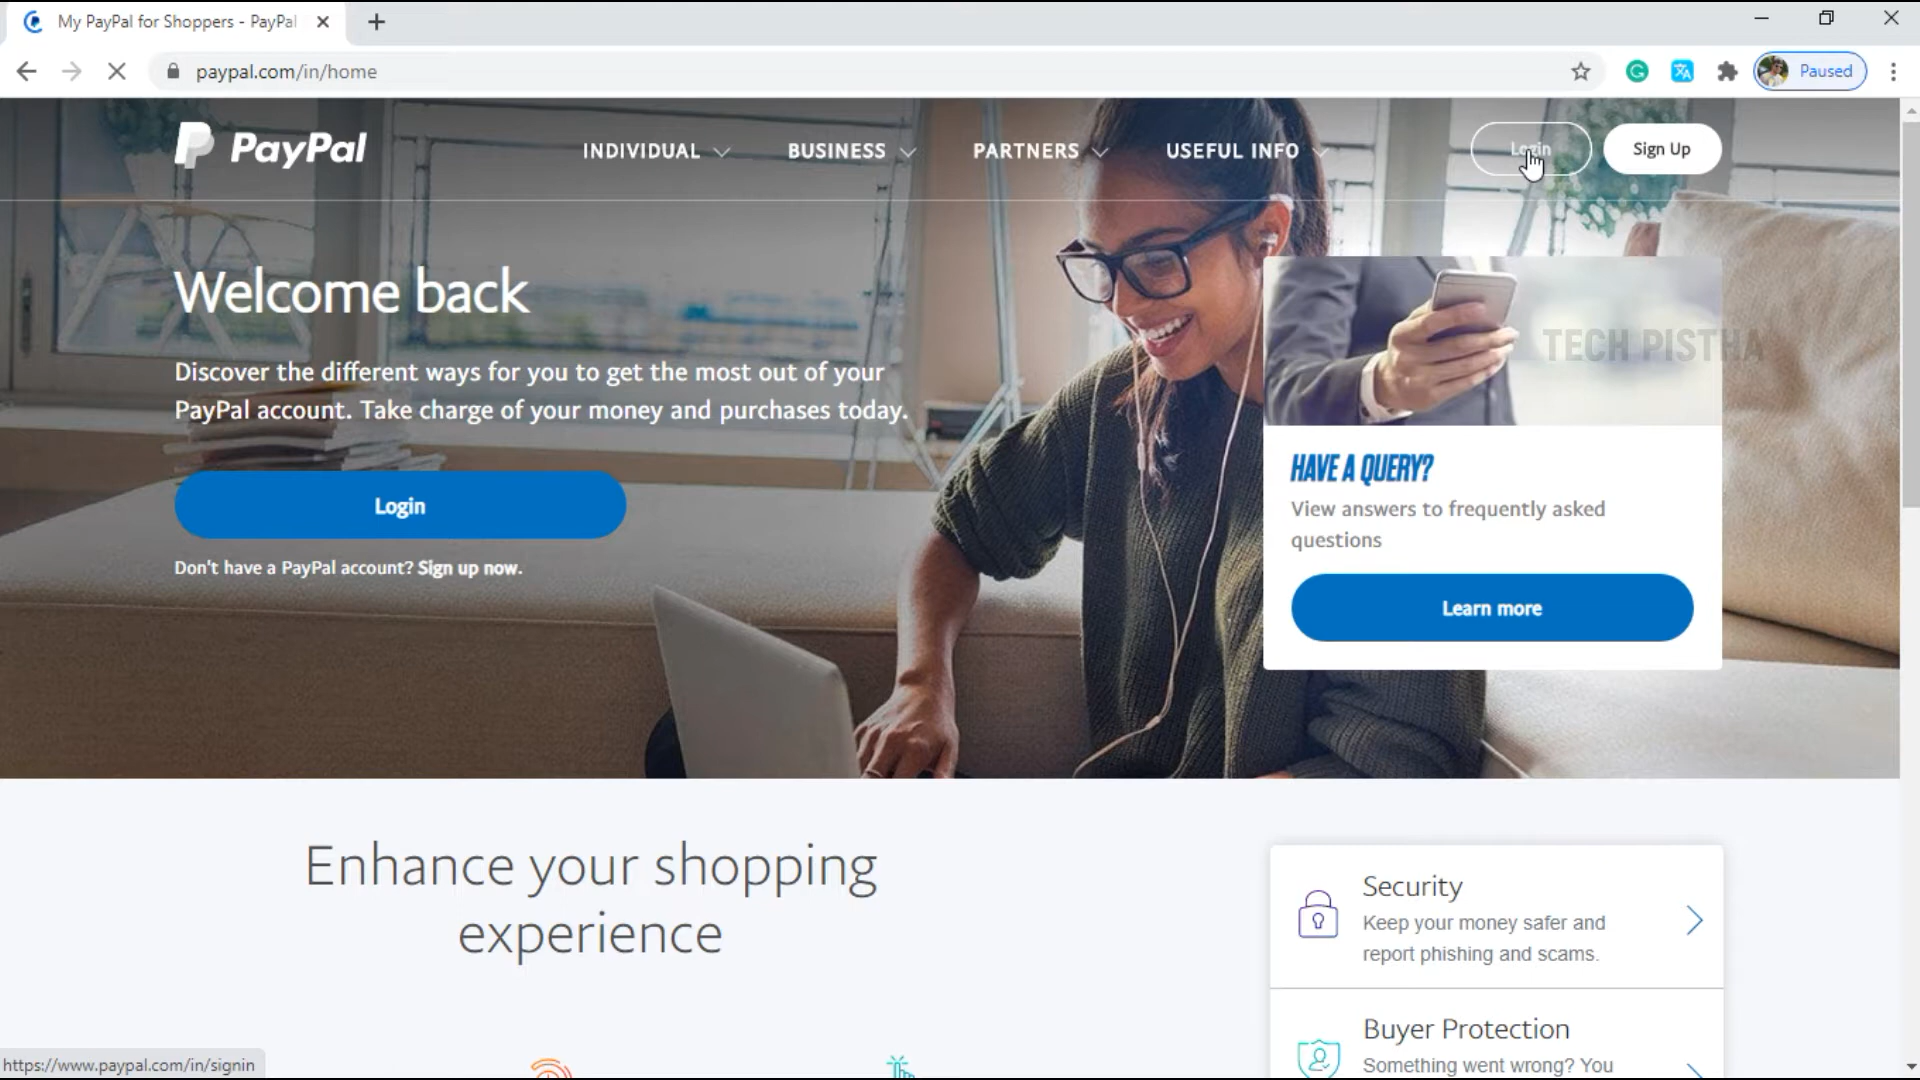 My PayPal for Shoppers - PayPal
paypal.com/in/home
Paused
PayPal
INDIVIDUAL
BUSINESS
PARTNERS
USEFUL INFO
Login
Sign Up
Welcome back
Discover the different ways for you to get the most out of your
PayPal account. Take charge of your money and purchases today.
Login
Don't have a PayPal account? Sign up now.
TECH PISTHA
HAVE A QUERY?
View answers to frequently asked
questions
Learn more
Enhance your shopping
experience
Security
Keep your money safer and
report phishing and scams.
Buyer Protection
Something went wrong? You
https://www.paypal.com/in/signin